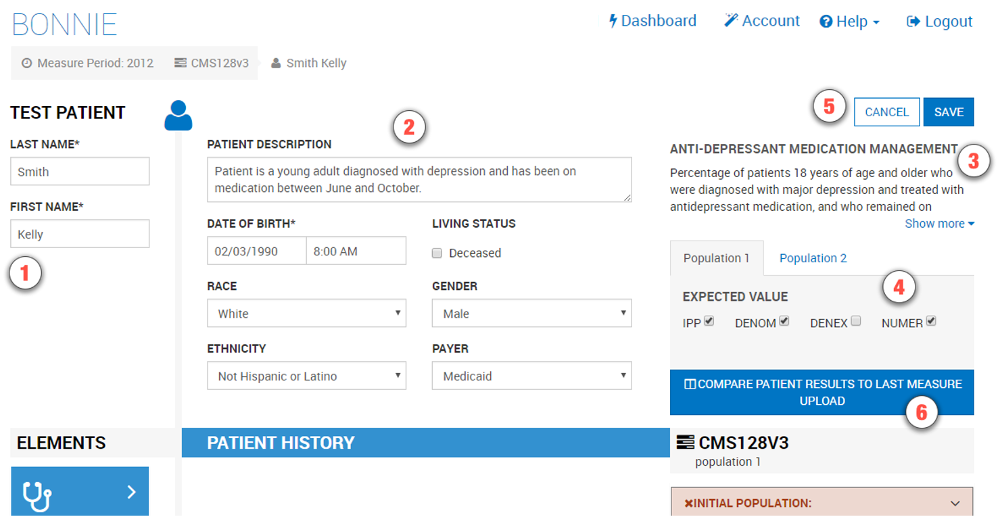 BONNIE
Dashboard
Account
Help
Logout
Measure Period: 2012
CMS128v3
Smith Kelly
TEST PATIENT
5
CANCEL
SAVE
2
LAST NAME*
Smith
FIRST NAME*
Kelly
1
PATIENT DESCRIPTION
Patient is a young adult diagnosed with depression and has been on
medication between June and October.
DATE OF BIRTH*
02/03/1990
8:00 AM
LIVING STATUS
Deceased
RACE
White
GENDER
Male
ETHNICITY
Not Hispanic or Latino
PAYER
Medicaid
ANTI-DEPRESSANT MEDICATION MANAGEMENT
3
Percentage of patients 18 years of age and older who
were diagnosed with major depression and treated with
antidepressant medication, and who remained on
Show more
Population 1
Population 2
4
EXPECTED VALUE
IPP
DENOM
DENEX
NUMER
COMPARE PATIENT RESULTS TO LAST MEASURE
UPLOAD
6
ELEMENTS
PATIENT HISTORY
CMS128V3
population 1
INITIAL POPULATION: